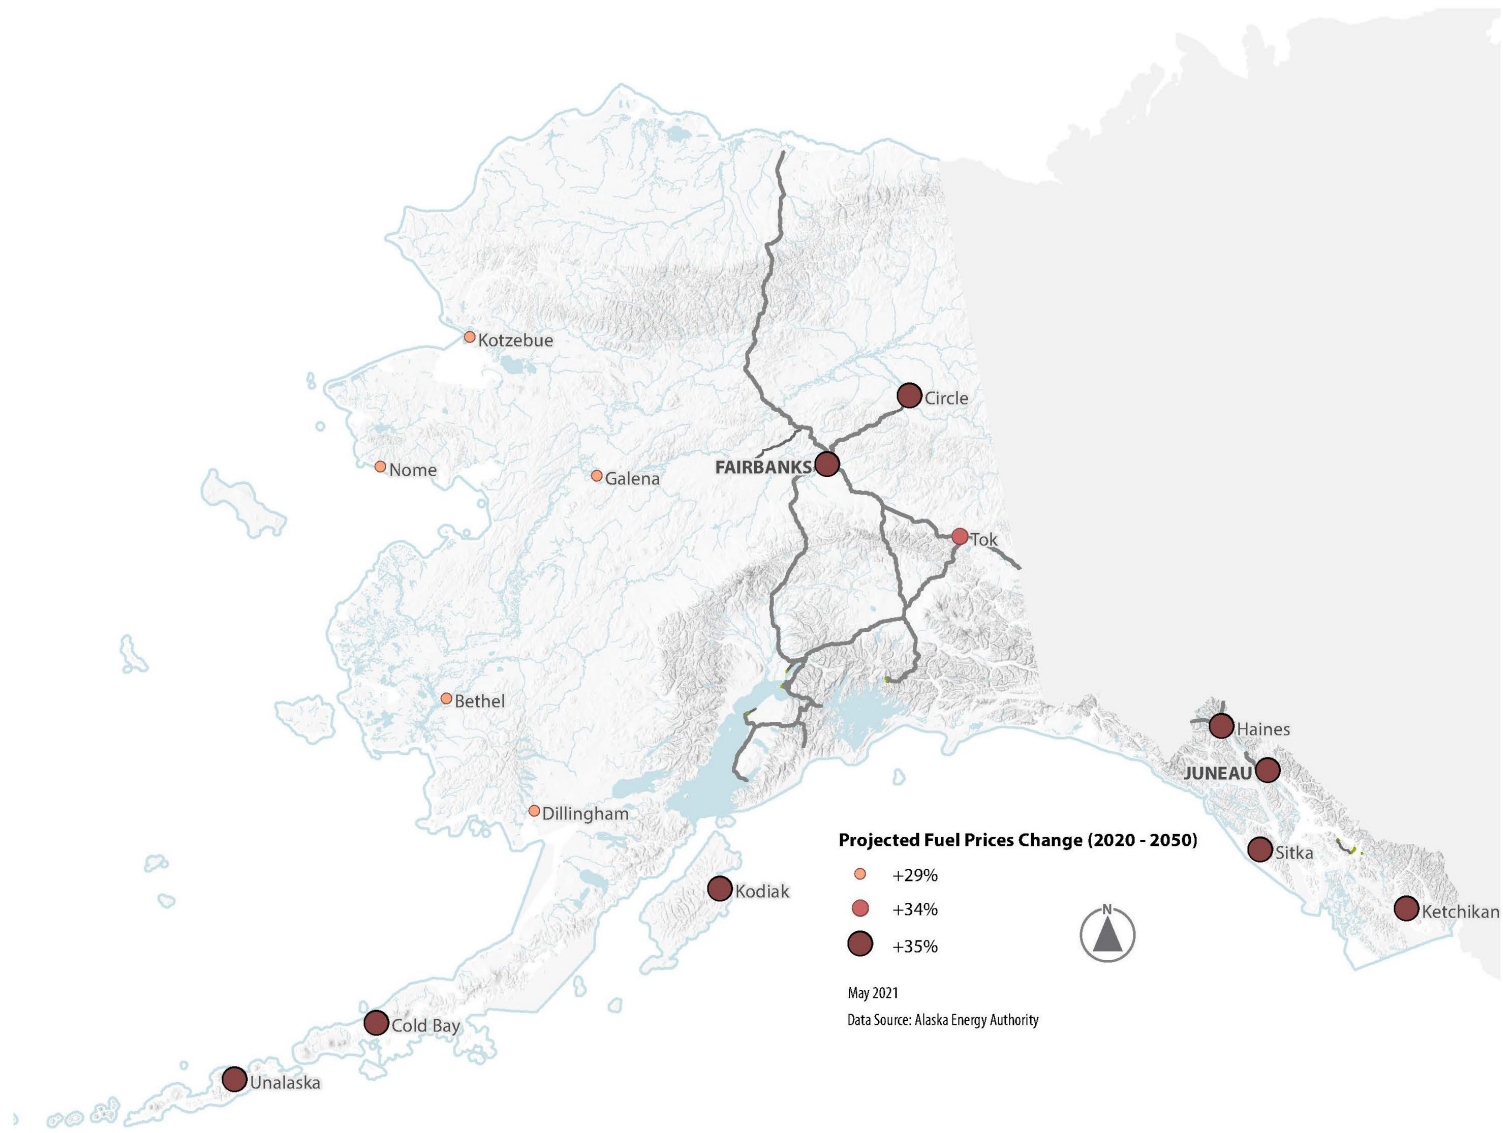 Kotzebue
Circle
FAIRBANKS
Nome
Galena
Tok
Bethel
Haines
JUNEAU
Dillingham
Sitka
Kodiak
Ketchikan
Cold Bay
Unalaska
Projected Fuel Prices Change (2020 - 2050)
+29%
+34%
+35%
N
May 2021
Data Source: Alaska Energy Authority